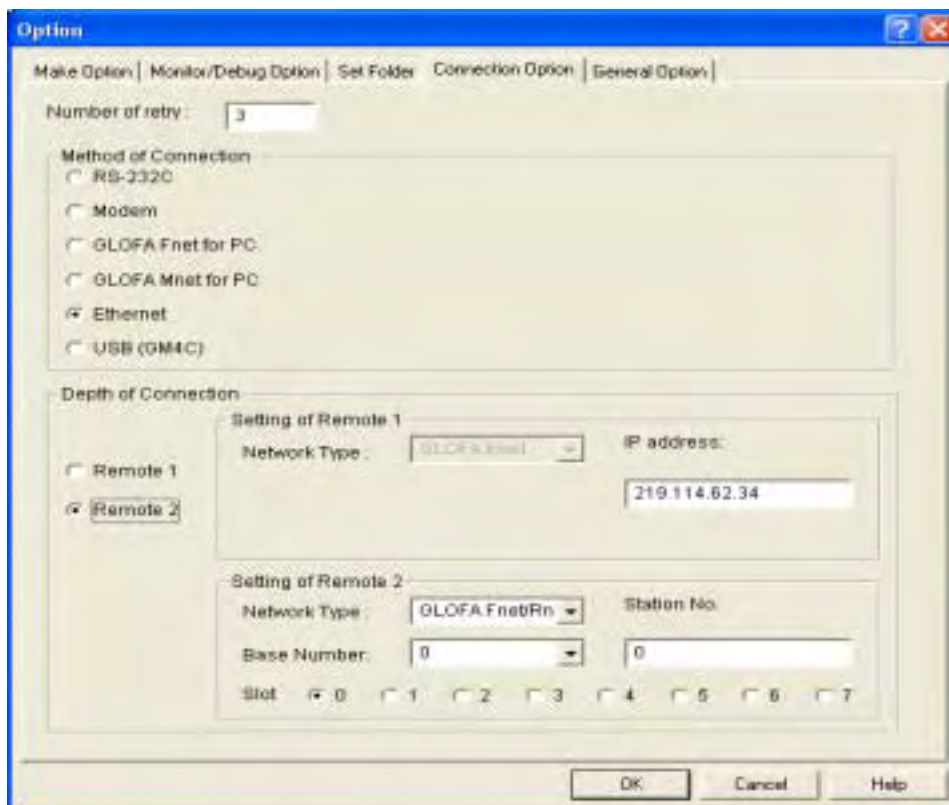 Option
Make Option | Monitor/Debug Option | Set Folder | Connection Option | General Option
Number of retry : 3
Method of Connection
RS-232C
Modem
GLOFA Fnet for PC
GLOFA Mnet for PC
Ethernet
USB (GM4C)
Depth of Connection
Remote 1
Remote 2
Setting of Remote 1
Network Type : GLOFA Enet
IP address:
219.114.62.34
Setting of Remote 2
Network Type : GLOFA Fnet/Rn
Station No.
Base Number: 0
0
Slot 0 1 2 3 4 5 6 7
OK Cancel Help